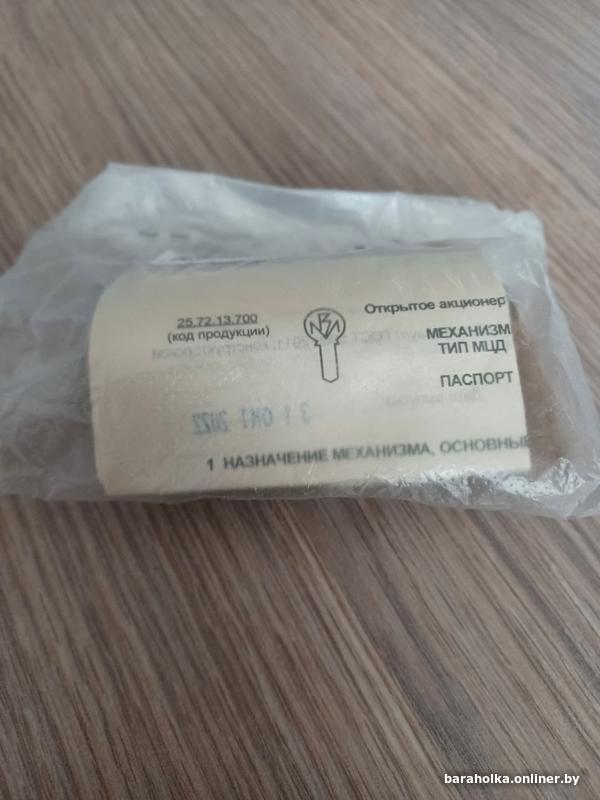 25.72.13.700
(код продукции)
Открытое акционер
МЕХАНИЗМ
ТИП МЦД
ПАСПОРТ
31 ОКТ 2022
1 НАЗНАЧЕНИЕ МЕХАНИЗМА, ОСНОВНЫЕ
baraholka.onliner.by